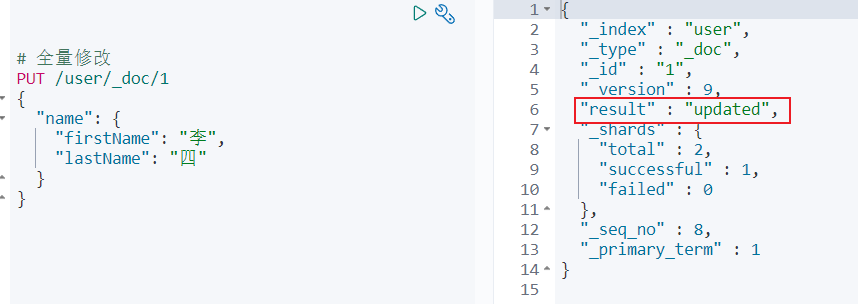 # 全量修改
PUT /user/_doc/1
{
  "name": {
    "firstName": "李",
    "lastName": "四"
  }
}
1 {
2   "_index" : "user",
3   "_type" : "_doc",
4   "_id" : "1",
5   "_version" : 9,
6   "result" : "updated",
7   "_shards" : {
8     "total" : 2,
9     "successful" : 1,
10     "failed" : 0
11   },
12   "_seq_no" : 8,
13   "_primary_term" : 1
14 }
15